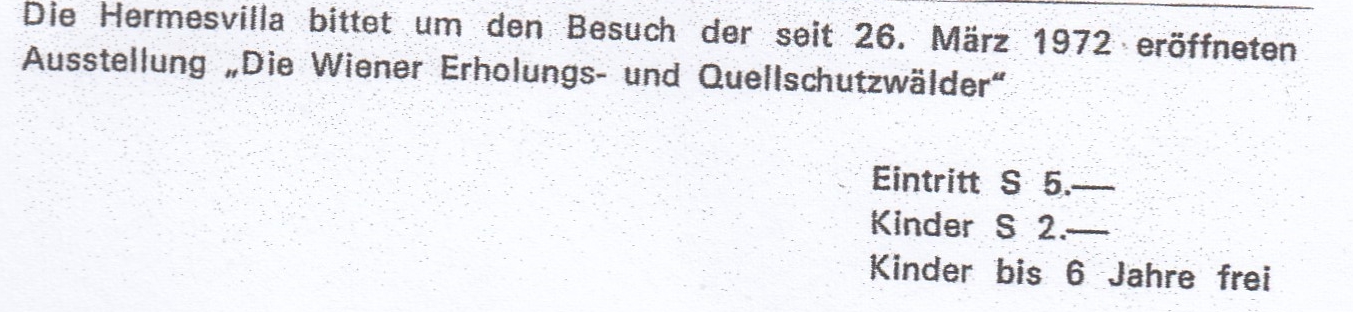 Die Hermesvilla bittet um den Besuch der seit 26. März 1972 eröffneten
Ausstellung „Die Wiener Erholungs- und Quellschutzwälder“
Eintritt S 5.—
Kinder S 2.—
Kinder bis 6 Jahre frei